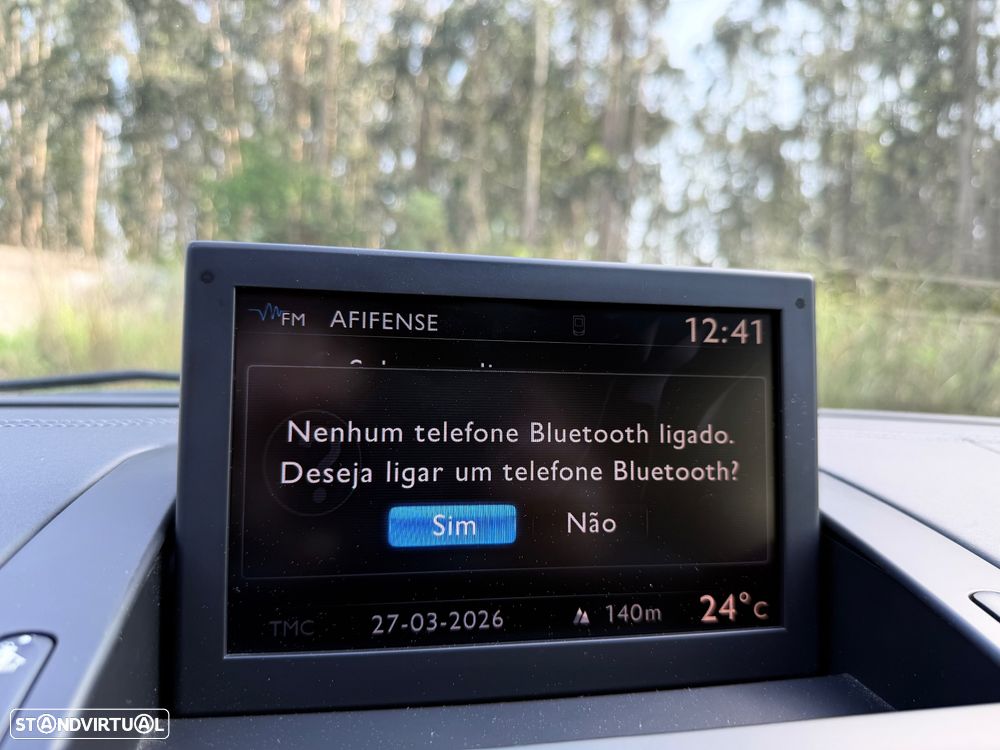 FM AFIFENSE 12:41
Nenhum telefone Bluetooth ligado.
Deseja ligar um telefone Bluetooth?
Sim Não
TMC 27-03-2026 140m 24°C
STANDVIRTUAL